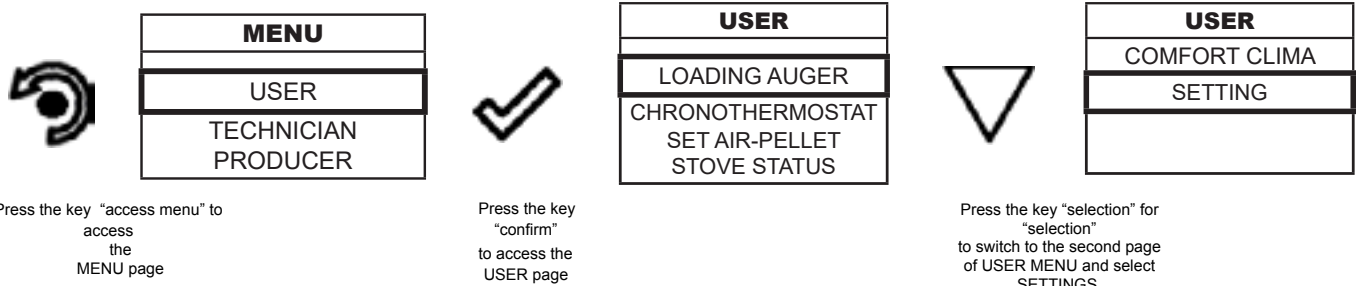 MENU
USER
TECHNICIAN
PRODUCER
Press the key “access menu” to
access
the
MENU page
USER
LOADING AUGER
CHRONOTHERMOSTAT
SET AIR-PELLET
STOVE STATUS
Press the key
“confirm”
to access the
USER page
USER
COMFORT CLIMA
SETTING
Press the key “selection” for
“selection”
to switch to the second page
of USER MENU and select
SETTINGS